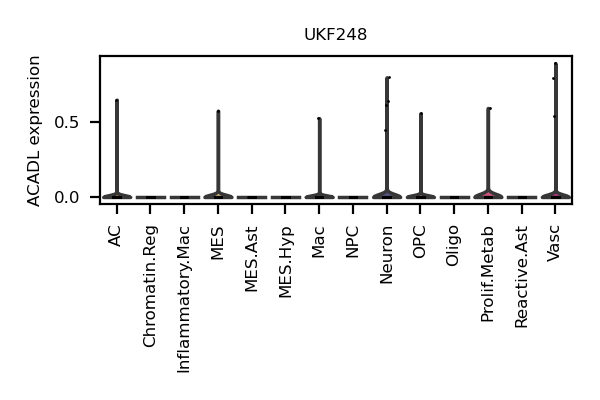 UKF248
ACADL expression
0.5
0.0
AC
Chromatin.Reg
Inflammatory.Mac
MES
MES.Ast
MES.Hyp
Mac
NPC
Neuron
OPC
Oligo
Prolif.Metab
Reactive.Ast
Vasc